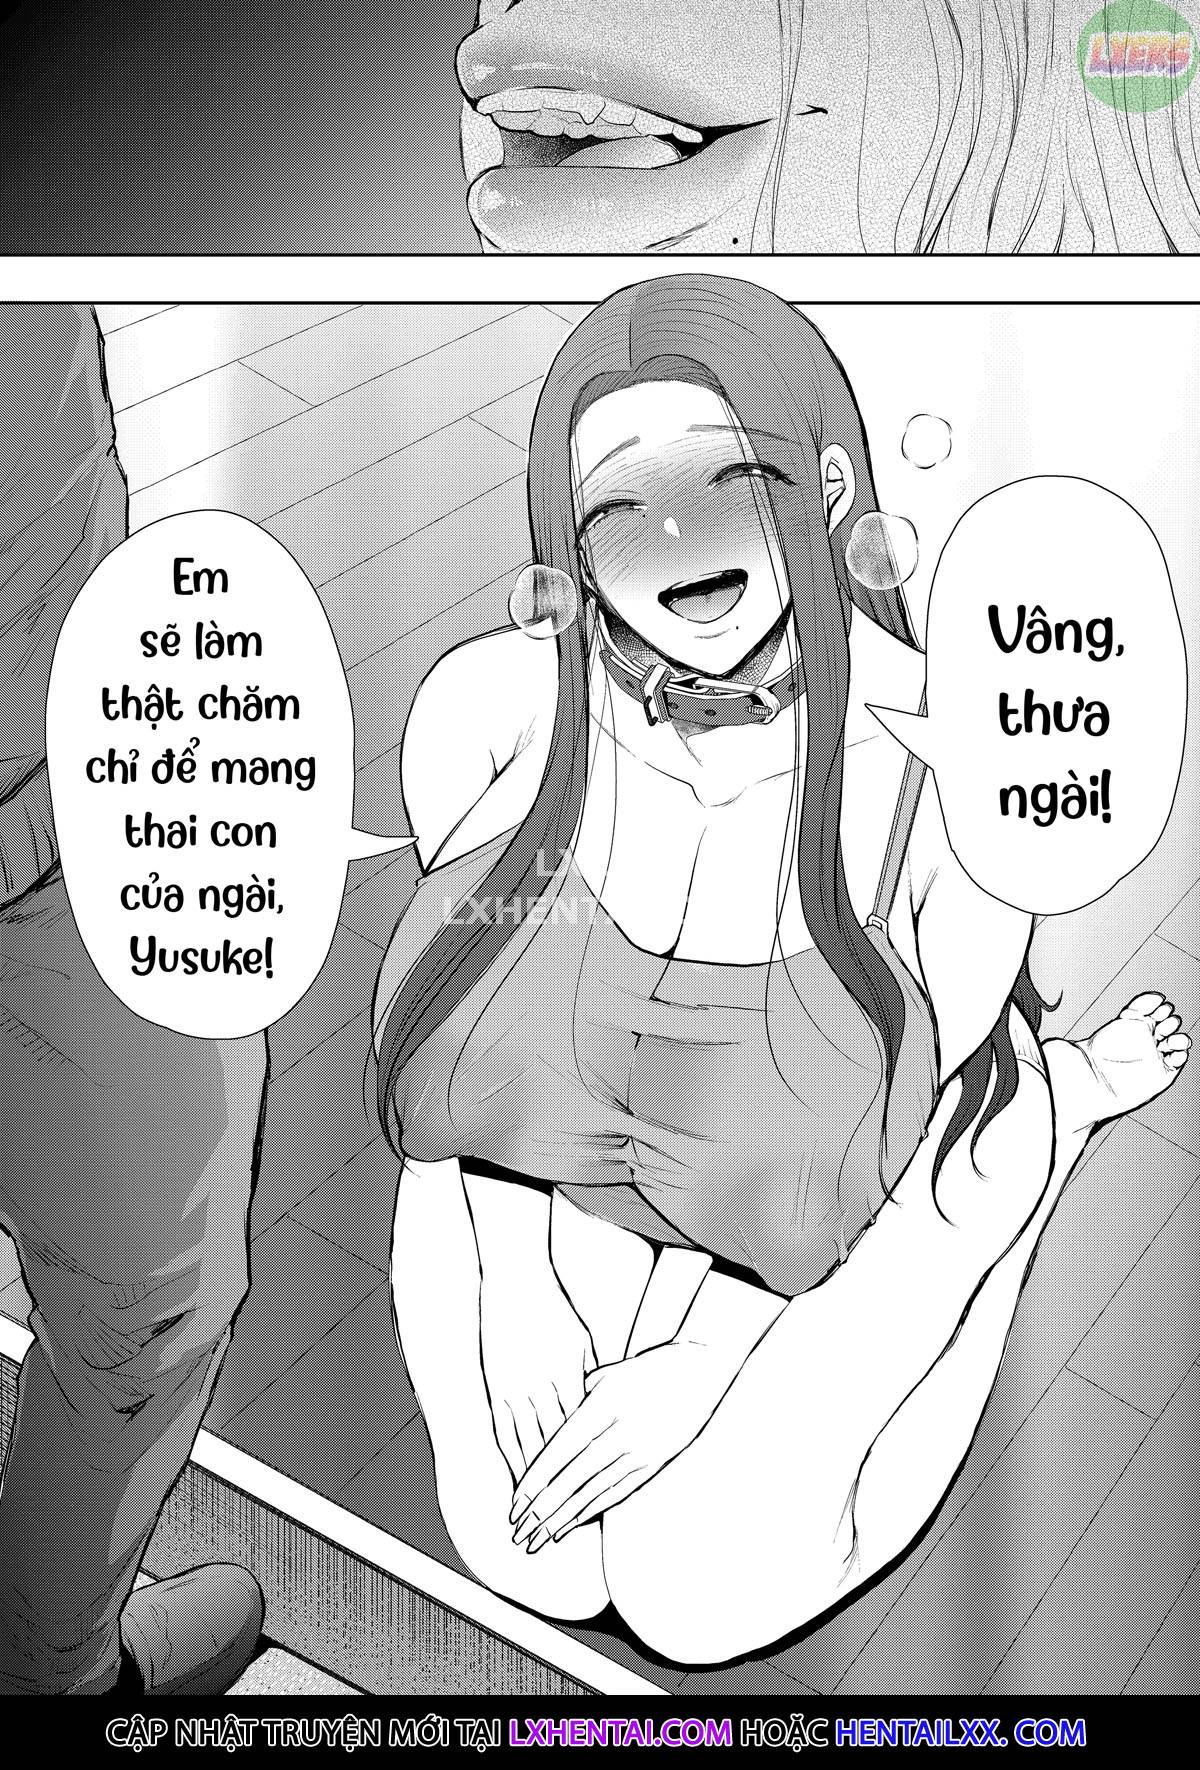 LXERS
Vâng,
thưa
ngài!
Em
sẽ làm
thật chăm
chỉ để mang
thai con
của ngài,
Yusuke!
LXHENTA
CẬP NHẬT TRUYỆN MỚI TẠI LXHENTAI.COM HOẶC HENTAILXX. COM